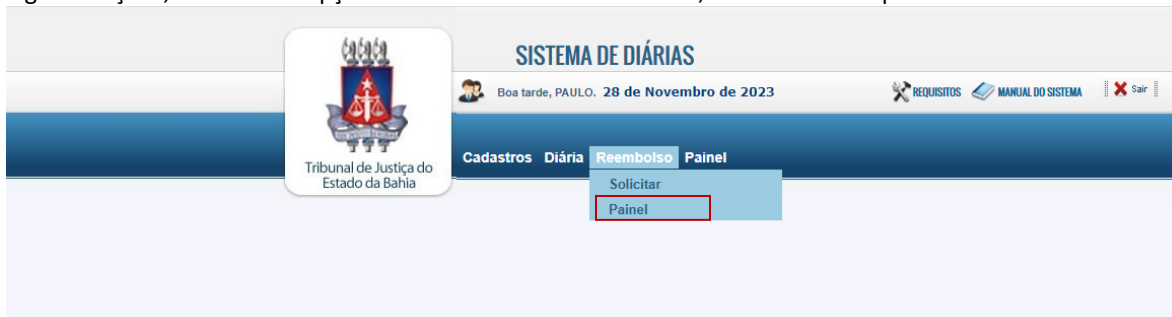 SISTEMA DE DIÁRIAS
Boa tarde, PAULO. 28 de Novembro de 2023
REQUISITOS MANUAL DO SISTEMA Sair
Tribunal de Justiça do
Estado da Bahia
Cadastros Diária Reembolso Painel
Solicitar
Painel